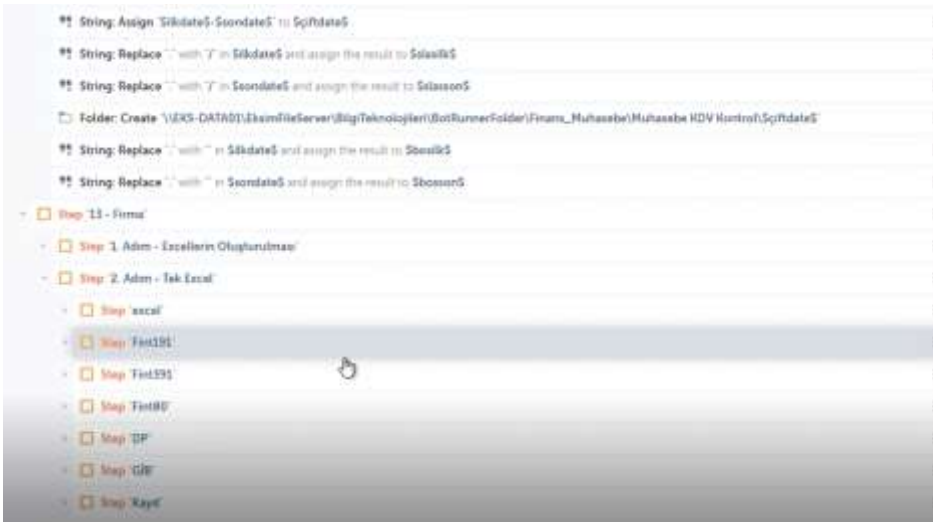 String: Assign "$ilkdate$-$sondate$" to $çiftdate$
String: Replace "." with "/" in $ilkdate$ and assign the result to $slasilk$
String: Replace "." with "/" in $sondate$ and assign the result to $slasson$
Folder: Create "\\EKS-DATA01\EksimFileServer\BilgiTeknolojileri\BotRunnerFolder\Finans_Muhasebe\Muhasebe KDV Kontrol\$çiftdate$"
String: Replace "." with "" in $ilkdate$ and assign the result to $bosilk$
String: Replace "." with "" in $sondate$ and assign the result to $bosson$
Step "13 - Firma"
Step "1. Adım - Excellerin Oluşturulması"
Step "2. Adım - Tek Excel"
Step "excel"
Step "Fint191"
Step "Fint391"
Step "Fint80"
Step "DP"
Step "GİB"
Step "Kayıt"